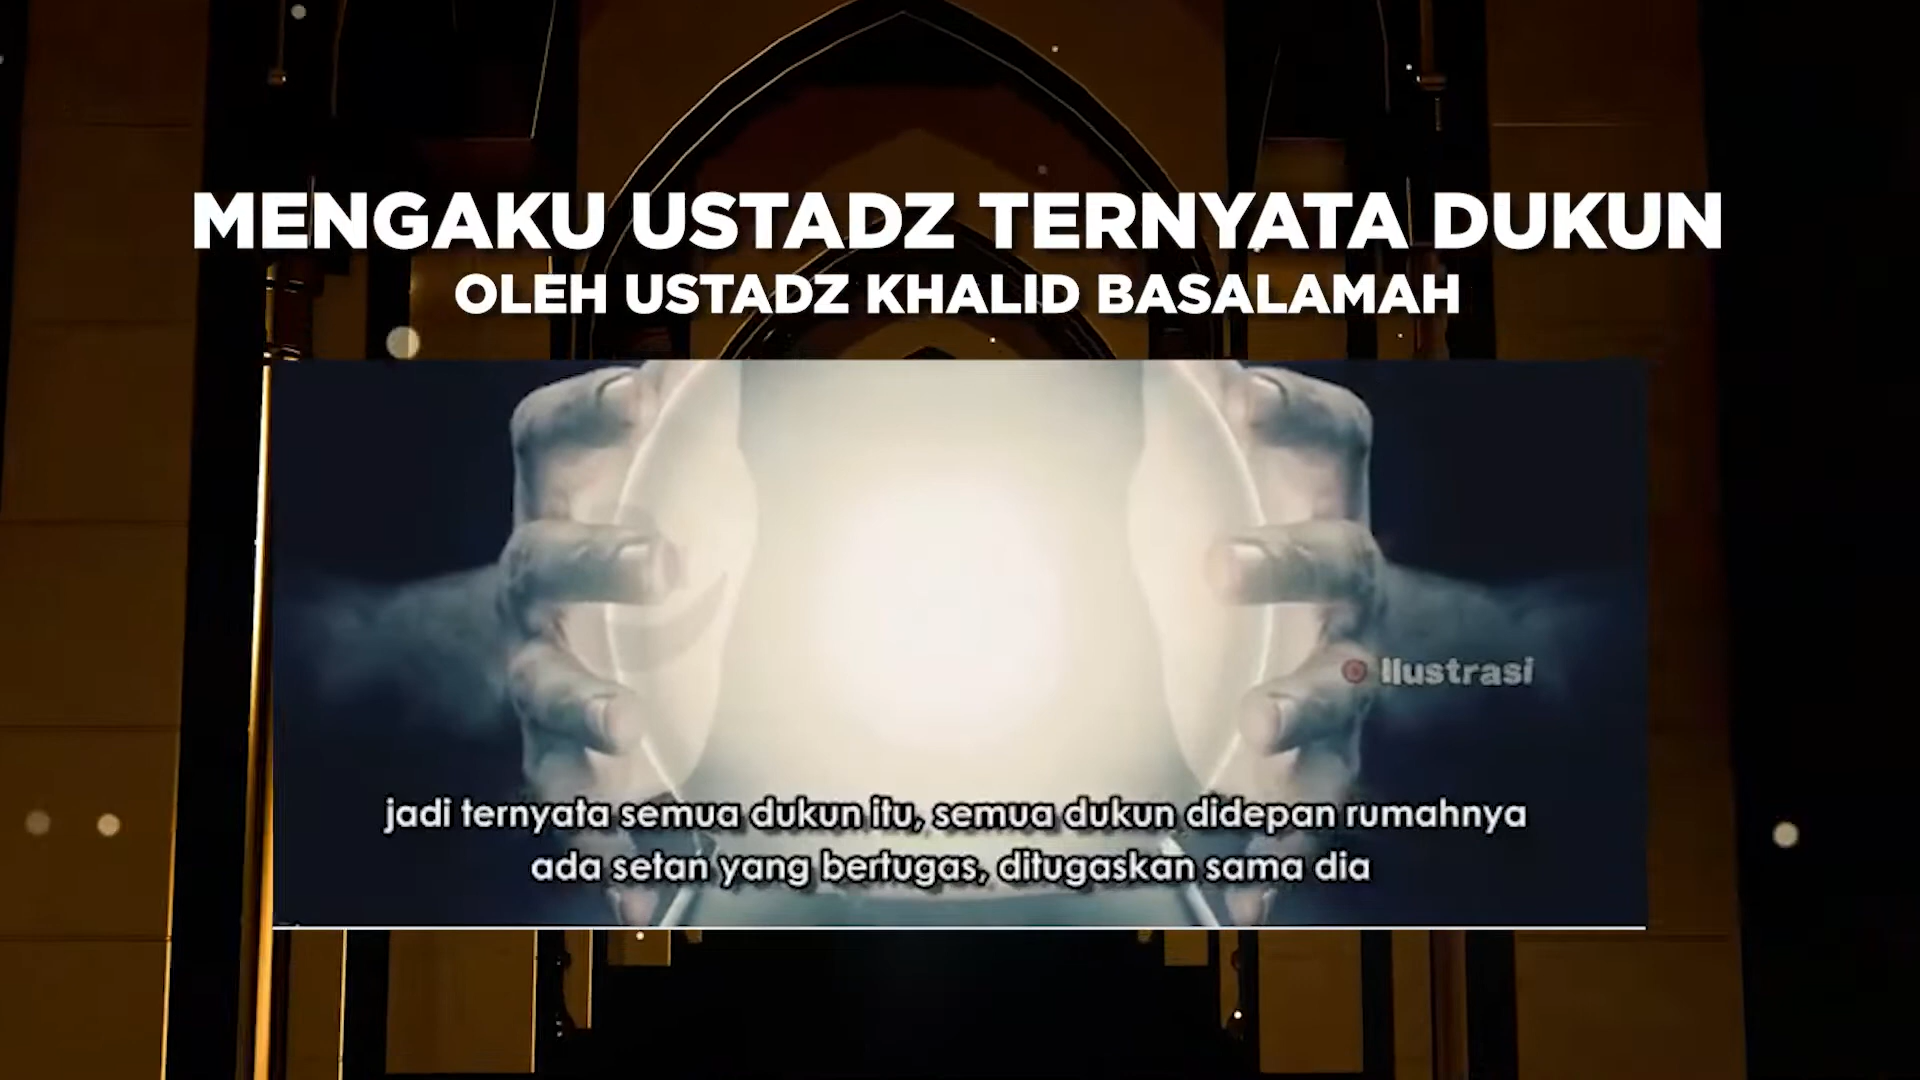 MENGAKU USTADZ TERNYATA DUKUN
OLEH USTADZ KHALID BASALAMAH
Ilustrasi
jadi ternyata semua dukun itu, semua dukun didepan rumahnya
ada setan yang bertugas, ditugaskan sama dia